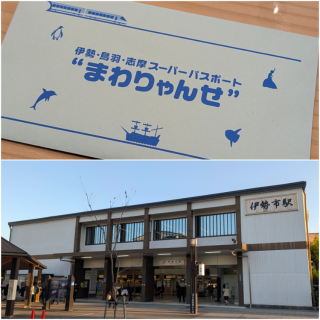 伊勢・鳥羽・志摩 スーパーパスポート
“まわりゃんせ”
伊勢市駅